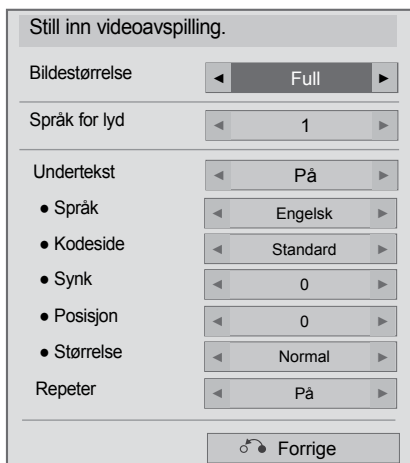 Still inn videoavspilling.
Bildestørrelse ◄ Full ►
Språk for lyd ◄ 1 ►
Undertekst ◄ På ►
● Språk ◄ Engelsk ►
● Kodeside ◄ Standard ►
● Synk ◄ 0 ►
● Posisjon ◄ 0 ►
● Størrelse ◄ Normal ►
Repeter ◄ På ►
Forrige